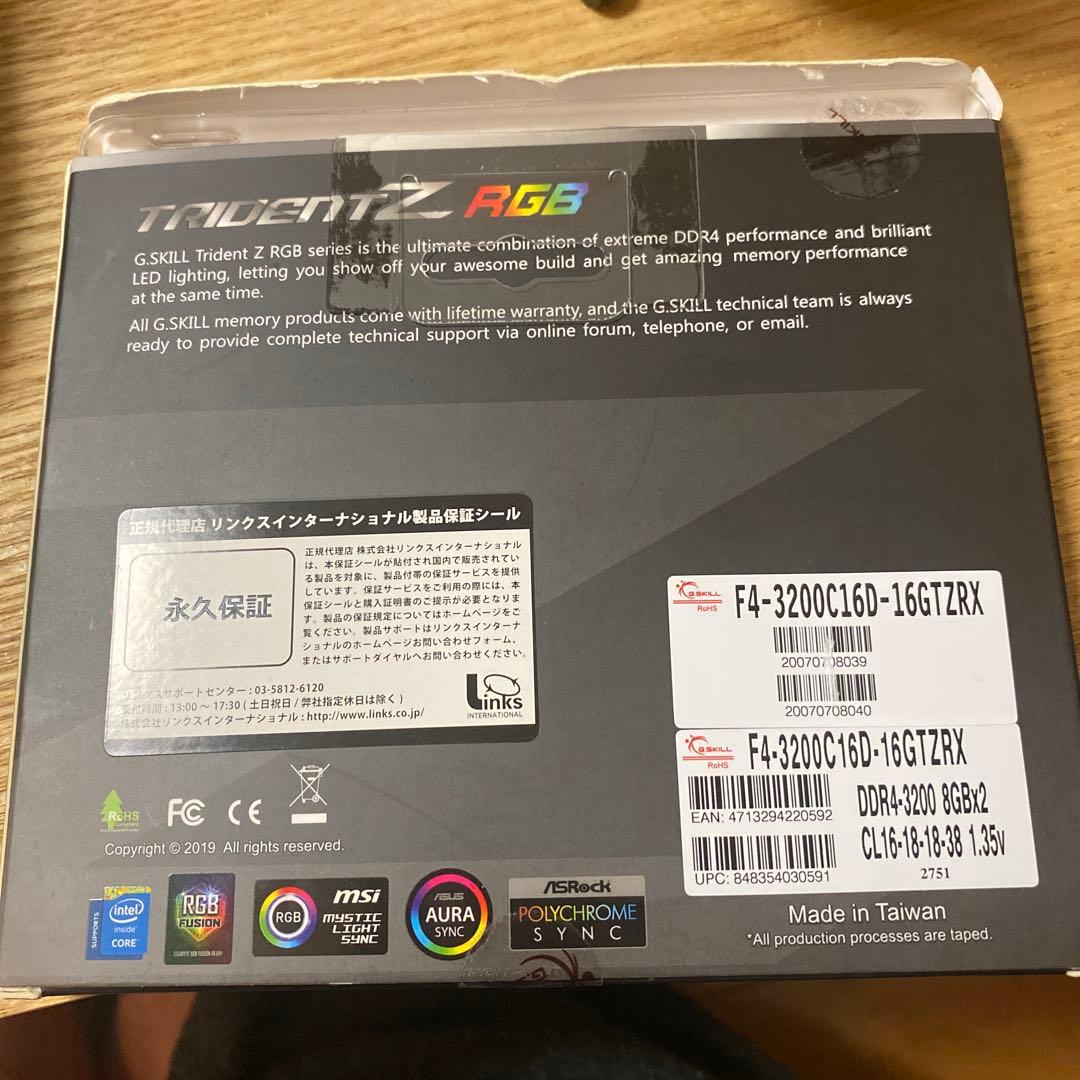 G.SKILL
TRIDENT Z RGB
G.SKILL Trident Z RGB series is the ultimate combination of extreme DDR4 performance and brilliant
LED lighting, letting you show off your awesome build and get amazing memory performance
at the same time.
All G.SKILL memory products come with lifetime warranty, and the G.SKILL technical team is always
ready to provide complete technical support via online forum, telephone, or email.
正規代理店 リンクスインターナショナル製品保証シール
永久保証
正規代理店 株式会社リンクスインターナショナル
は、本保証シールが貼付され国内で販売されてい
る製品を対象に、製品付帯の保証サービスを提供
しています。保証サービスをご利用の際には、本
保証シールと購入証明書のご提示が必要となりま
す。製品の保証規定についてはホームページをご
覧ください。製品サポートはリンクスインターナ
ショナルのホームページお問い合わせフォーム、
またはサポートダイヤルへお問い合わせください。
リンクスサポートセンター : 03-5812-6120
受付時間 : 13:00 ～ 17:30 ( 土日祝日 / 弊社指定休日は除く )
株式会社リンクスインターナショナル : http://www.links.co.jp/
Links
INTERNATIONAL
G.SKILL
RoHS
F4-3200C16D-16GTZRX
20070708039
20070708040
G.SKILL
RoHS
F4-3200C16D-16GTZRX
EAN: 4713294220592
DDR4-3200 8GBx2
CL16-18-18-38 1.35v
UPC: 848354030591
2751
RoHS
FC CE
Copyright © 2019 All rights reserved.
SUPPORTS
intel
inside
CORE
RGB
FUSION
GIGABYTE RGB FUSION READY
RGB
msi
MYSTIC
LIGHT
SYNC
ASUS
AURA
SYNC
ASRock
POLYCHROME
SYNC
Made in Taiwan
*All production processes are taped.